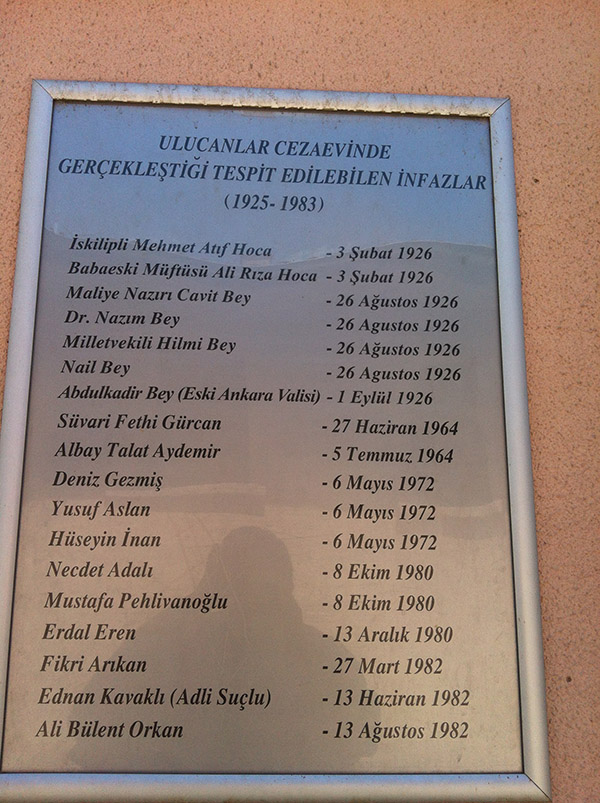 ULUCANLAR CEZAEVİNDE
GERÇEKLEŞTİĞİ TESPİT EDİLEBİLEN İNFAZLAR
(1925- 1983)
İskilipli Mehmet Atıf Hoca - 3 Şubat 1926
Babaeski Müftüsü Ali Rıza Hoca - 3 Şubat 1926
Maliye Nazırı Cavit Bey - 26 Ağustos 1926
Dr. Nazım Bey - 26 Agustos 1926
Milletvekili Hilmi Bey - 26 Ağustos 1926
Nail Bey - 26 Agustos 1926
Abdulkadir Bey (Eski Ankara Valisi) - 1 Eylül 1926
Süvari Fethi Gürcan - 27 Haziran 1964
Albay Talat Aydemir - 5 Temmuz 1964
Deniz Gezmiş - 6 Mayıs 1972
Yusuf Aslan - 6 Mayıs 1972
Hüseyin İnan - 6 Mayıs 1972
Necdet Adalı - 8 Ekim 1980
Mustafa Pehlivanoğlu - 8 Ekim 1980
Erdal Eren - 13 Aralık 1980
Fikri Arıkan - 27 Mart 1982
Ednan Kavaklı (Adli Suçlu) - 13 Haziran 1982
Ali Bülent Orkan - 13 Ağustos 1982